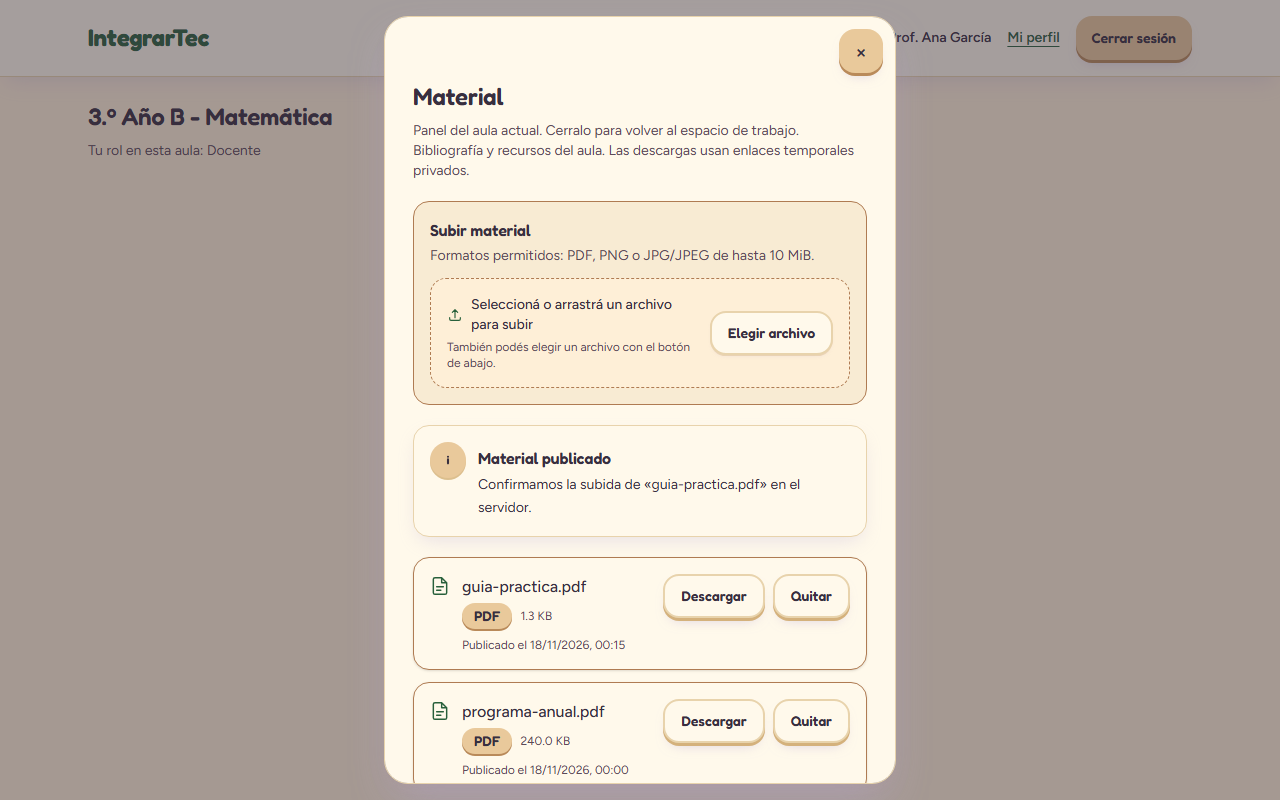 IntegrarTec
Prof. Ana García
Mi perfil
Cerrar sesión
3.º Año B - Matemática
Tu rol en esta aula: Docente
×
Material
Panel del aula actual. Cerralo para volver al espacio de trabajo.
Bibliografía y recursos del aula. Las descargas usan enlaces temporales
privados.
Subir material
Formatos permitidos: PDF, PNG o JPG/JPEG de hasta 10 MiB.
Seleccioná o arrastrá un archivo
para subir
También podés elegir un archivo con el botón
de abajo.
Elegir archivo
i
Material publicado
Confirmamos la subida de «guia-practica.pdf» en el
servidor.
guia-practica.pdf
PDF 1.3 KB
Publicado el 18/11/2026, 00:15
Descargar
Quitar
programa-anual.pdf
PDF 240.0 KB
Publicado el 18/11/2026, 00:00
Descargar
Quitar